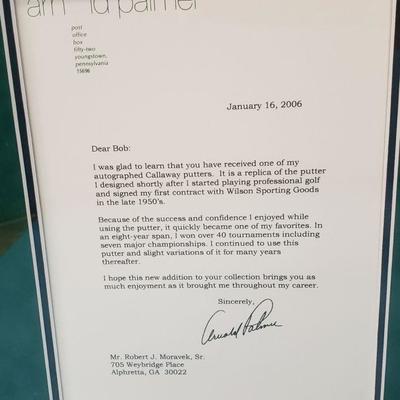 arnold palmer
post
office
box
fifty-two
youngstown,
pennsylvania
15696
January 16, 2006
Dear Bob:
I was glad to learn that you have received one of my
autographed Callaway putters. It is a replica of the putter
I designed shortly after I started playing professional golf
and signed my first contract with Wilson Sporting Goods
in the late 1950's.
Because of the success and confidence I enjoyed while
using the putter, it quickly became one of my favorites. In
an eight-year span, I won over 40 tournaments including
seven major championships. I continued to use this
putter and slight variations of it for many years
thereafter.
I hope this new addition to your collection brings you as
much enjoyment as it brought me throughout my career.
Sincerely,
Arnold Palmer
Mr. Robert J. Moravek, Sr.
705 Weybridge Place
Alphretta, GA 30022